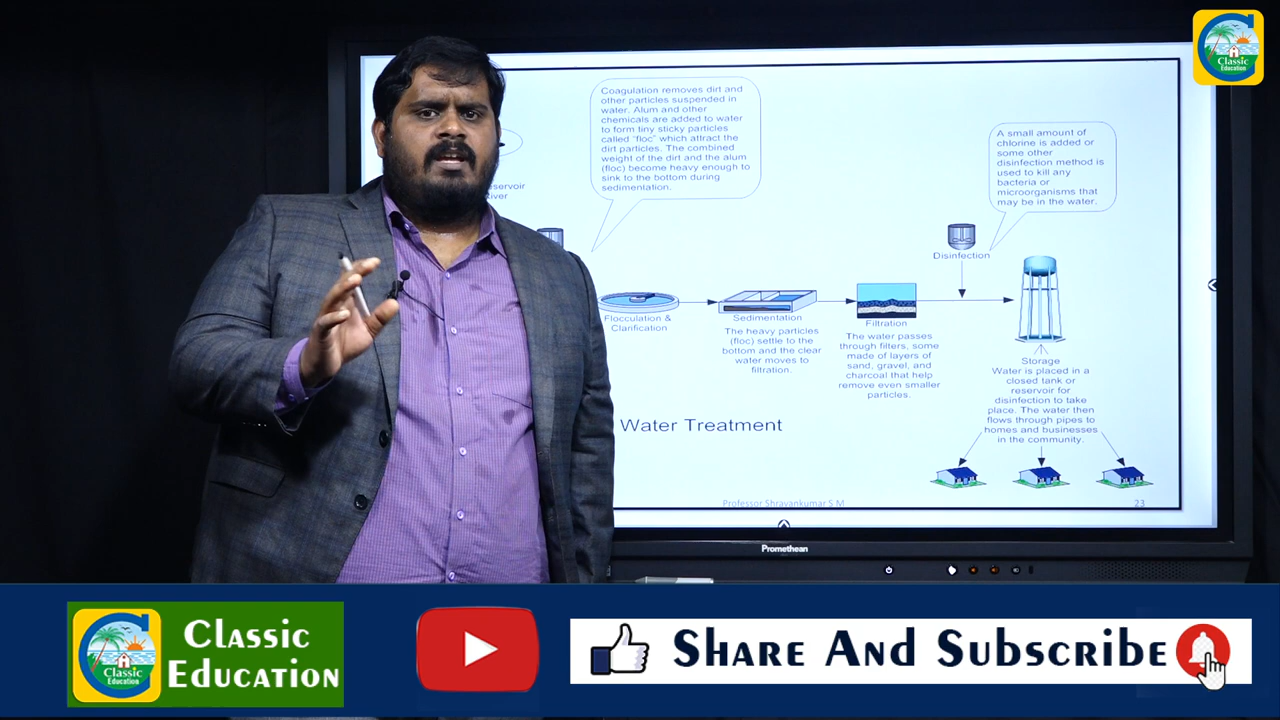 Classic
Education
Coagulation removes dirt and
other particles suspended in
water. Alum and other
chemicals are added to water
to form tiny sticky particles
called "floc" which attract the
dirt particles. The combined
weight of the dirt and the alum
(floc) become heavy enough to
sink to the bottom during
sedimentation.
A small amount of
chlorine is added or
some other
disinfection method is
used to kill any
bacteria or
microorganisms that
may be in the water.
Disinfection
Flocculation &
Clarification
Sedimentation
The heavy particles
(floc) settle to the
bottom and the clear
water moves to
filtration.
Filtration
The water passes
through filters, some
made of layers of
sand, gravel, and
charcoal that help
remove even smaller
particles.
Storage
Water is placed in a
closed tank or
reservoir for
disinfection to take
place. The water then
flows through pipes to
homes and businesses
in the community.
Water Treatment
Professor Shravankumar S M
23
Promethean
Classic
Education
Classic
Education
Share And Subscribe